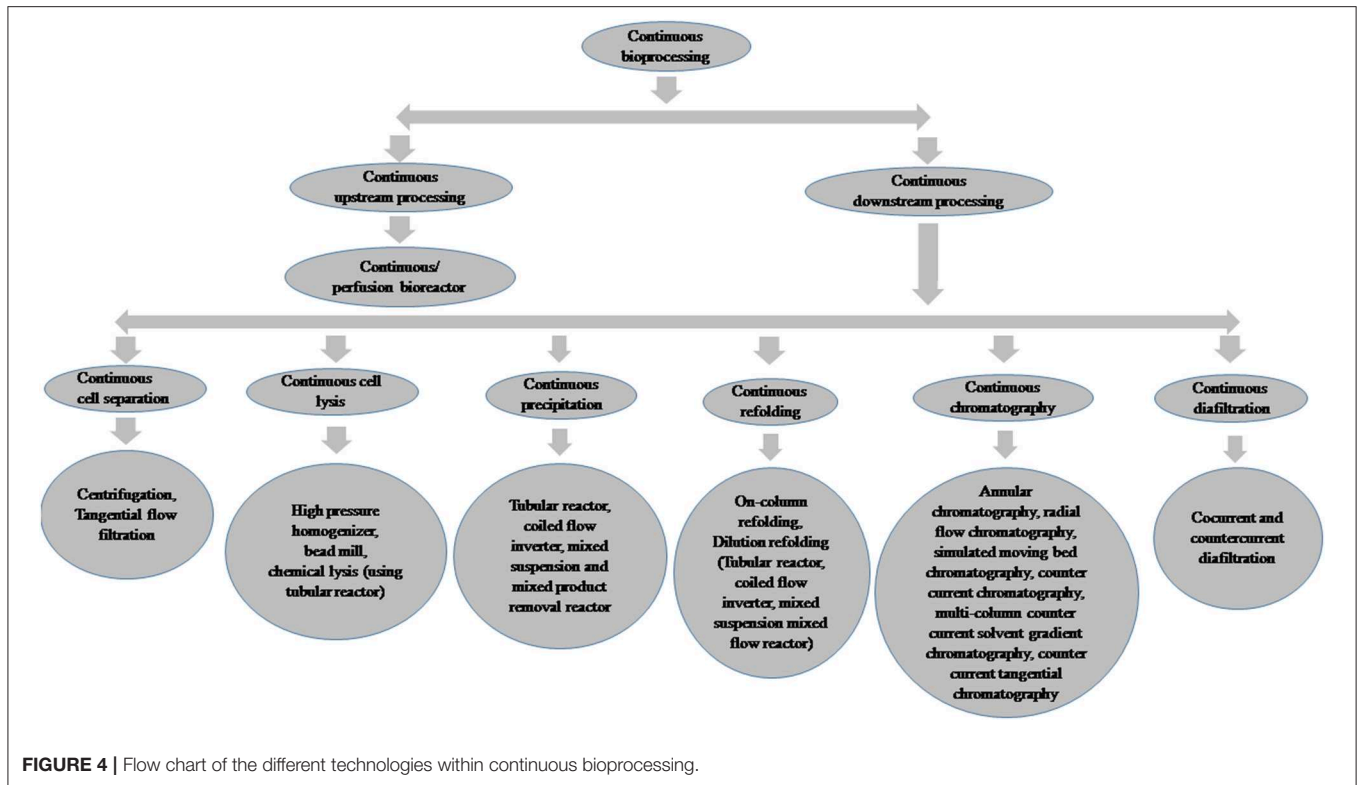 Continuous
bioprocessing
Continuous
upstream processing
Continuous
downstream processing
Continuous/
perfusion bioreactor
Continuous
cell separation
Continuous cell
lysis
Continuous
precipitation
Continuous
refolding
Continuous
chromatography
Continuous
diafiltration
Centrifugation,
Tangential flow
filtration
High pressure
homogenizer,
bead mill,
chemical lysis (using
tubular reactor)
Tubular reactor,
coiled flow
inverter, mixed
suspension and
mixed product
removal reactor
On-column
refolding,
Dilution refolding
(Tubular reactor,
coiled flow
inverter, mixed
suspension mixed
flow reactor)
Annular
chromatography, radial
flow chromatography,
simulated moving bed
chromatography, counter
current chromatography,
multi-column counter
current solvent gradient
chromatography, counter
current tangential
chromatography
Cocurrent and
countercurrent
diafiltration
FIGURE 4 | Flow chart of the different technologies within continuous bioprocessing.